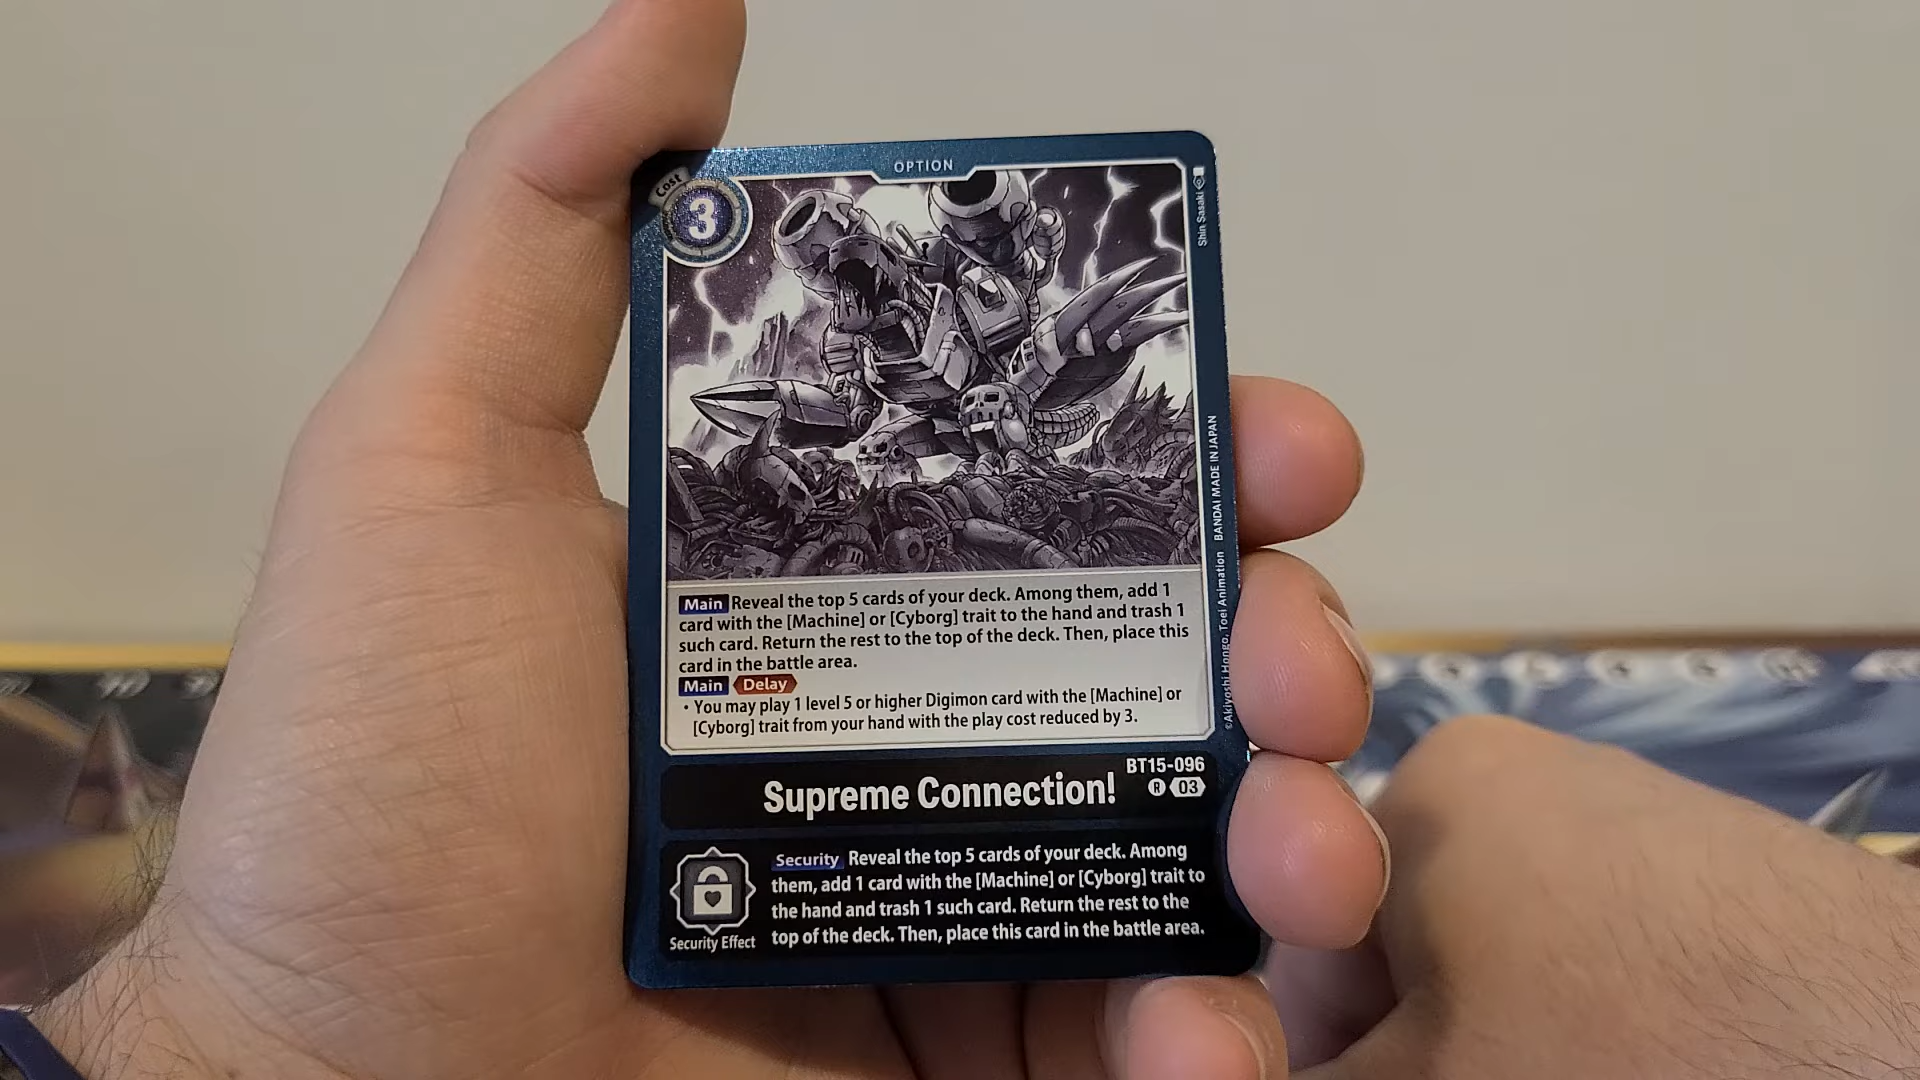 OPTION
Cost
3
Shin Sasaki
Main Reveal the top 5 cards of your deck. Among them, add 1
card with the [Machine] or [Cyborg] trait to the hand and trash 1
such card. Return the rest to the top of the deck. Then, place this
card in the battle area.
Main Delay
• You may play 1 level 5 or higher Digimon card with the [Machine] or
[Cyborg] trait from your hand with the play cost reduced by 3.
©Akiyoshi Hongo, Toei Animation BANDAI MADE IN JAPAN
BT15-096
Supreme Connection! R 03
Security Reveal the top 5 cards of your deck. Among
them, add 1 card with the [Machine] or [Cyborg] trait to
the hand and trash 1 such card. Return the rest to the
top of the deck. Then, place this card in the battle area.
Security Effect